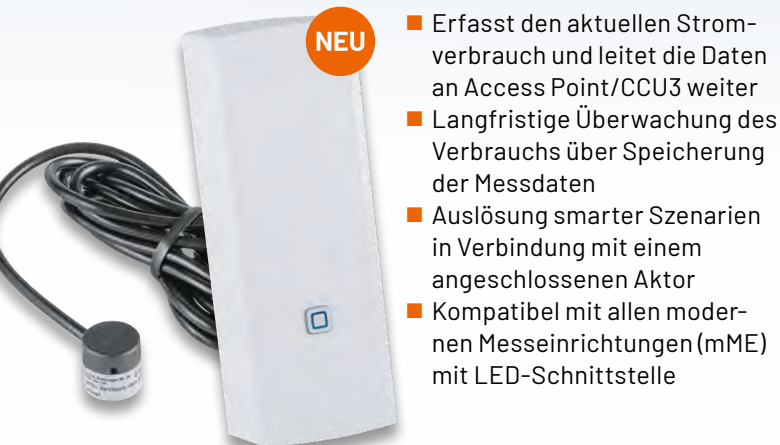 NEU
Erfasst den aktuellen Strom-
verbrauch und leitet die Daten
an Access Point/CCU3 weiter
Langfristige Überwachung des
Verbrauchs über Speicherung
der Messdaten
Auslösung smarter Szenarien
in Verbindung mit einem
angeschlossenen Aktor
Kompatibel mit allen moder-
nen Messeinrichtungen (mME)
mit LED-Schnittstelle